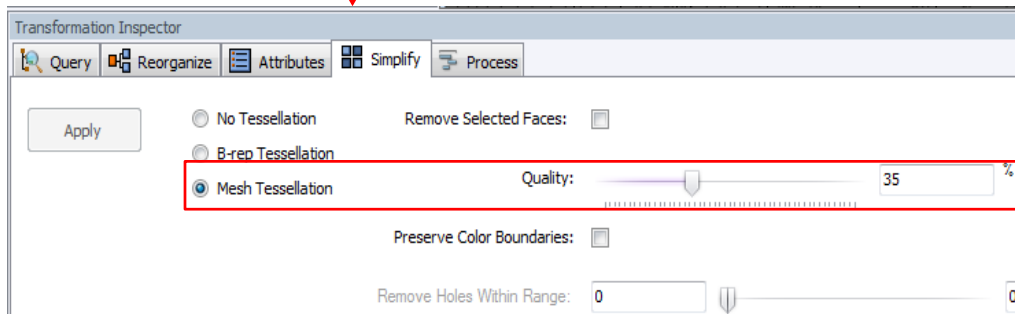 Transformation Inspector
Query Reorganize Attributes Simplify Process
Apply
No Tessellation Remove Selected Faces:
B-rep Tessellation
Mesh Tessellation Quality: 35 %
Preserve Color Boundaries:
Remove Holes Within Range: 0 0